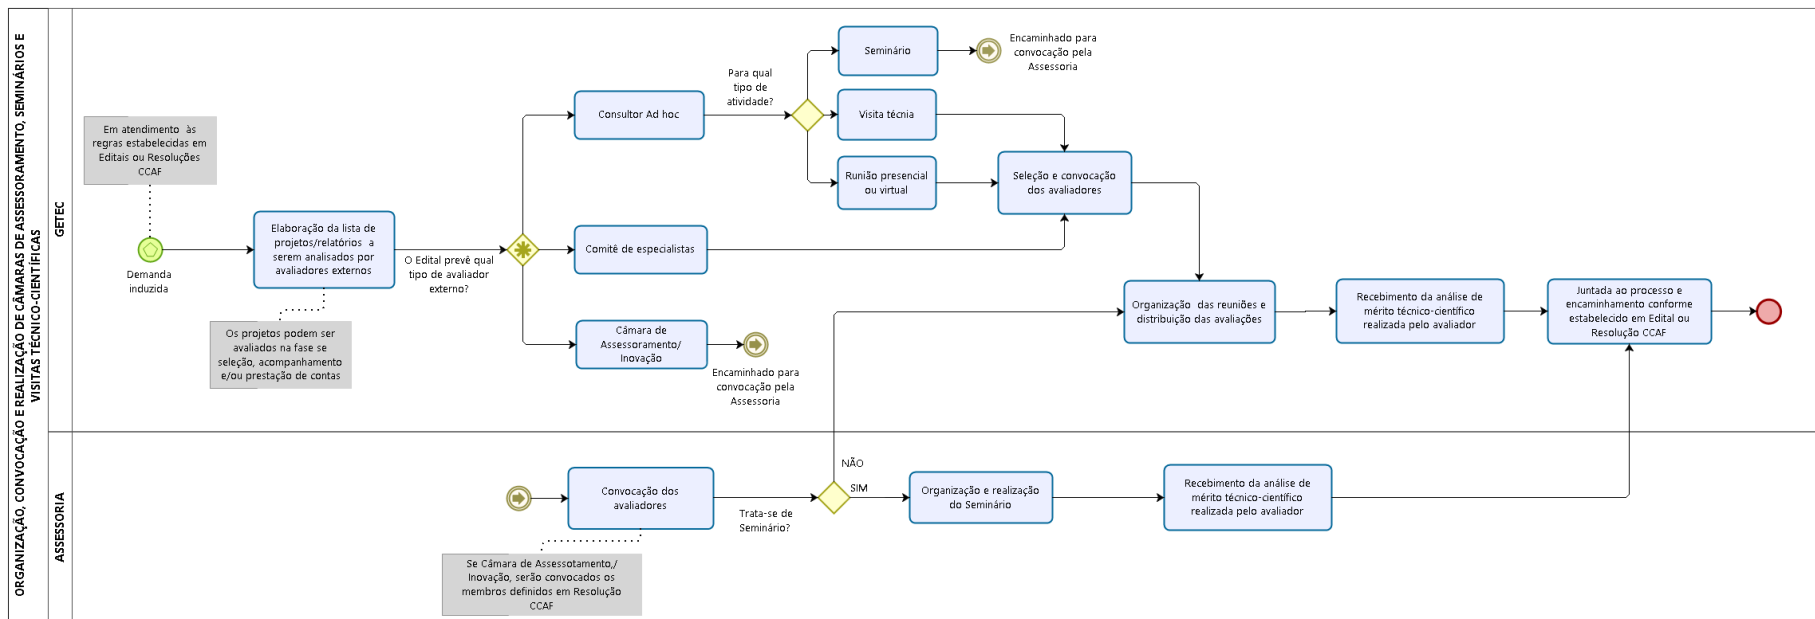 ORGANIZAÇÃO, CONVOCAÇÃO E REALIZAÇÃO DE CÂMARAS DE ASSESSORAMENTO, SEMINÁRIOS E
VISITAS TÉCNICO-CIENTÍFICAS
GETEC
Em atendimento às
regras estabelecidas em
Editais ou Resoluções
CCAF
Demanda
induzida
Elaboração da lista de
projetos/relatórios a
serem analisados por
avaliadores externos
Os projetos podem ser
avaliados na fase se
seleção, acompanhamento
e/ou prestação de contas
O Edital prevê qual
tipo de avaliador
externo?
Consultor Ad hoc
Para qual
tipo de
atividade?
Seminário
Encaminhado para
convocação pela
Assessoria
Visita técnia
Runião presencial
ou virtual
Seleção e convocação
dos avaliadores
Comitê de especialistas
Câmara de
Assessoramento/
Inovação
Encaminhado para
convocação pela
Assessoria
Organização das reuniões e
distribuição das avaliações
Recebimento da análise de
mérito técnico-científico
realizada pelo avaliador
Juntada ao processo e
encaminhamento conforme
estabelecido em Edital ou
Resolução CCAF
ASSESSORIA
Convocação dos
avaliadores
Se Câmara de Assessotamento,/
Inovação, serão convocados os
membros definidos em Resolução
CCAF
Trata-se de
Seminário?
NÃO
SIM
Organização e realização
do Seminário
Recebimento da análise de
mérito técnico-científico
realizada pelo avaliador